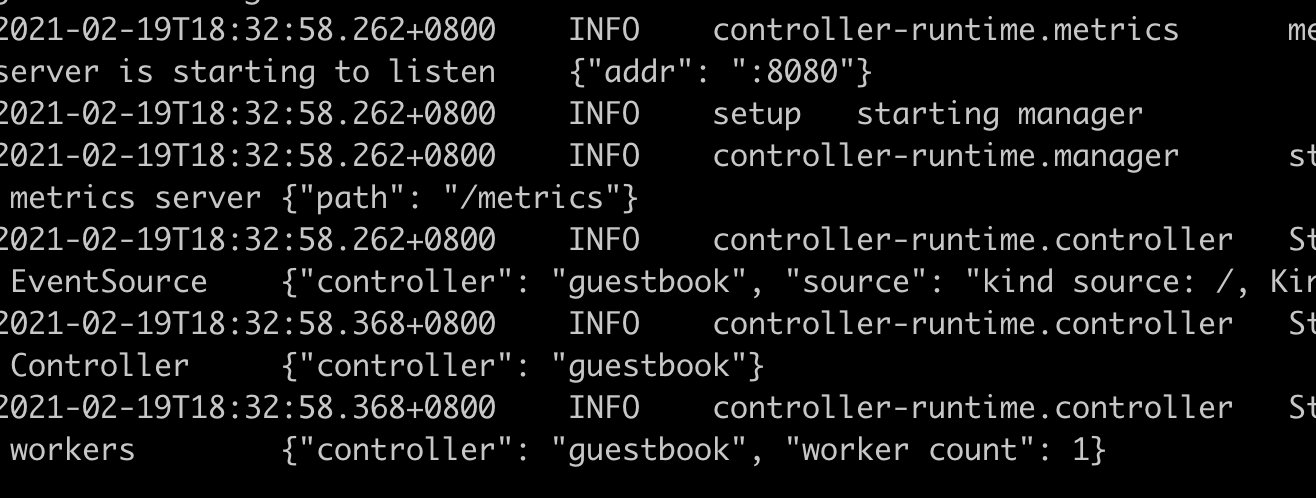 2021-02-19T18:32:58.262+0800 INFO controller-runtime.metrics me
server is starting to listen {"addr": ":8080"}
2021-02-19T18:32:58.262+0800 INFO setup starting manager
2021-02-19T18:32:58.262+0800 INFO controller-runtime.manager st
metrics server {"path": "/metrics"}
2021-02-19T18:32:58.262+0800 INFO controller-runtime.controller St
EventSource {"controller": "guestbook", "source": "kind source: /, Kin
2021-02-19T18:32:58.368+0800 INFO controller-runtime.controller St
Controller {"controller": "guestbook"}
2021-02-19T18:32:58.368+0800 INFO controller-runtime.controller St
workers {"controller": "guestbook", "worker count": 1}